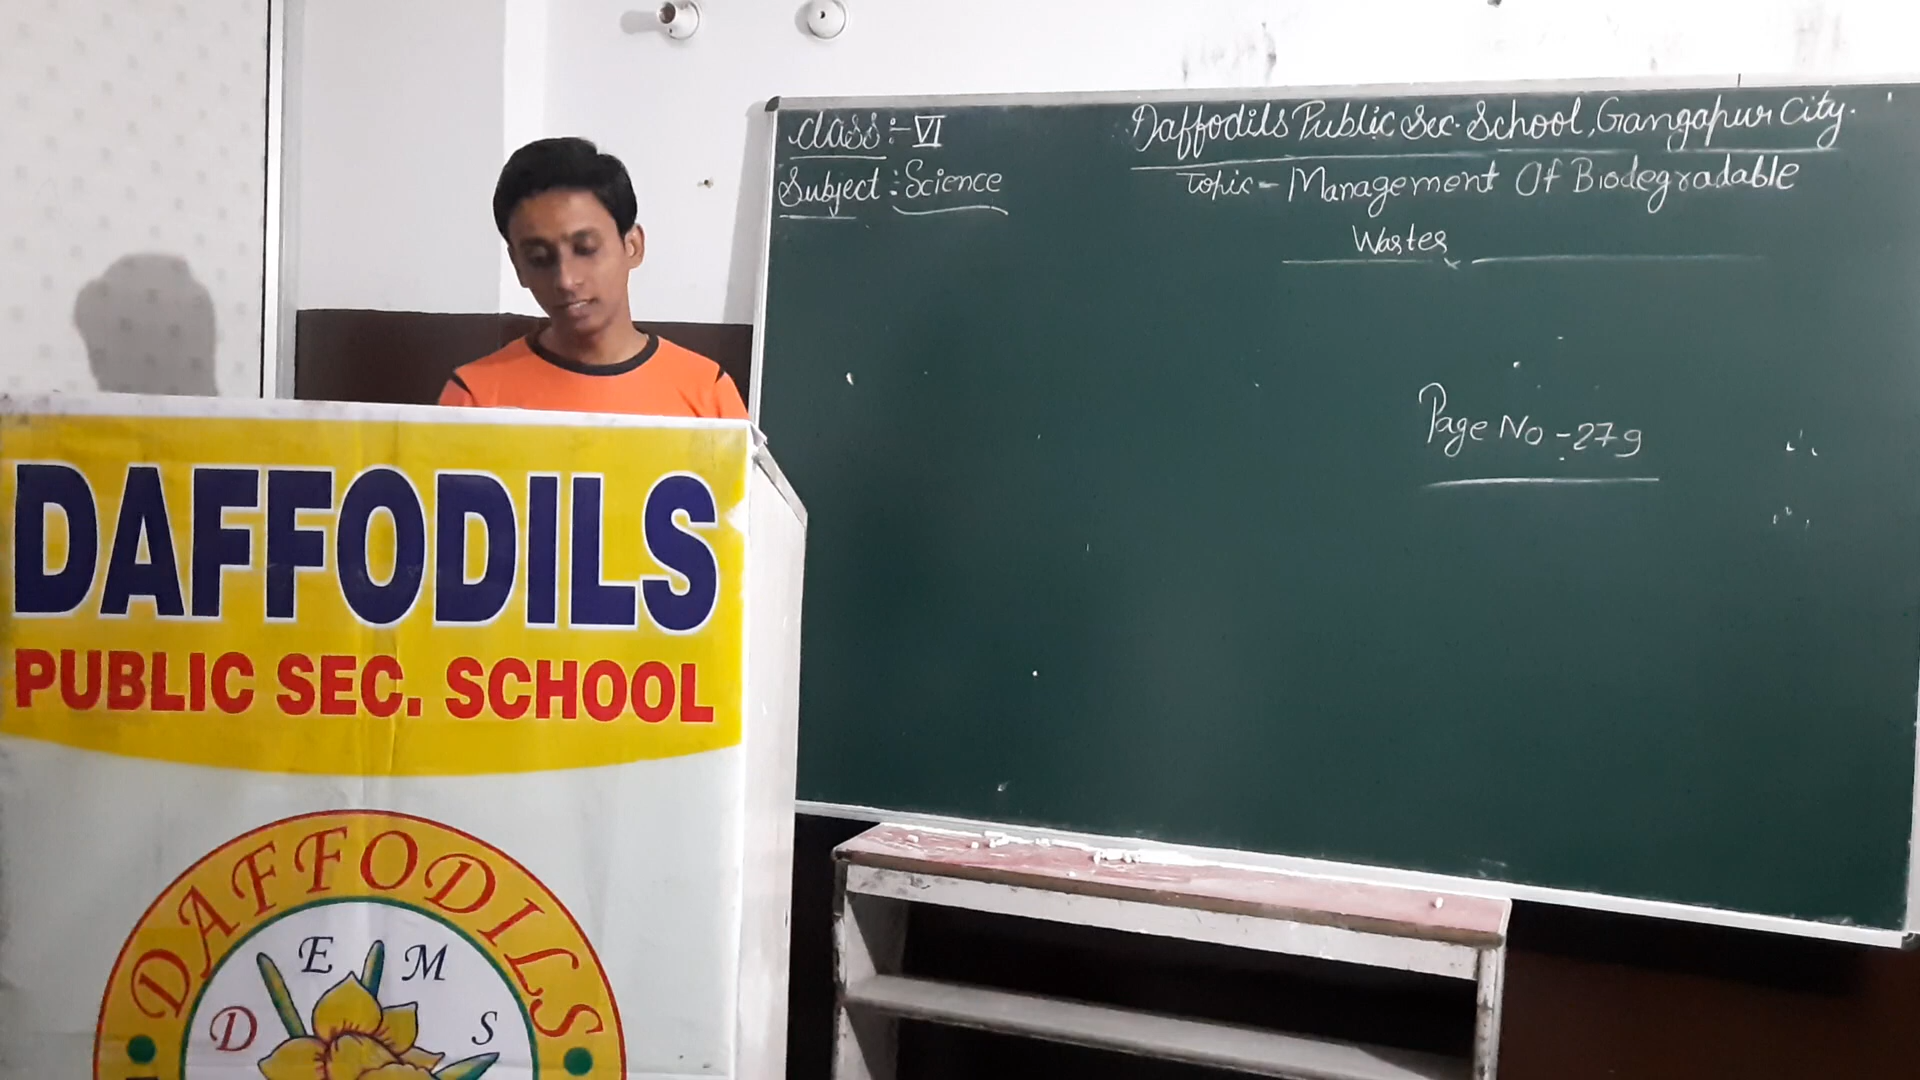 Class :- VI
Subject : Science
Daffodils Public Sec. School, Gangapur City.
Topic - Management Of Biodegradable
Wastes
Page No - 279
DAFFODILS
PUBLIC SEC. SCHOOL
DAFFODILS
D E M S